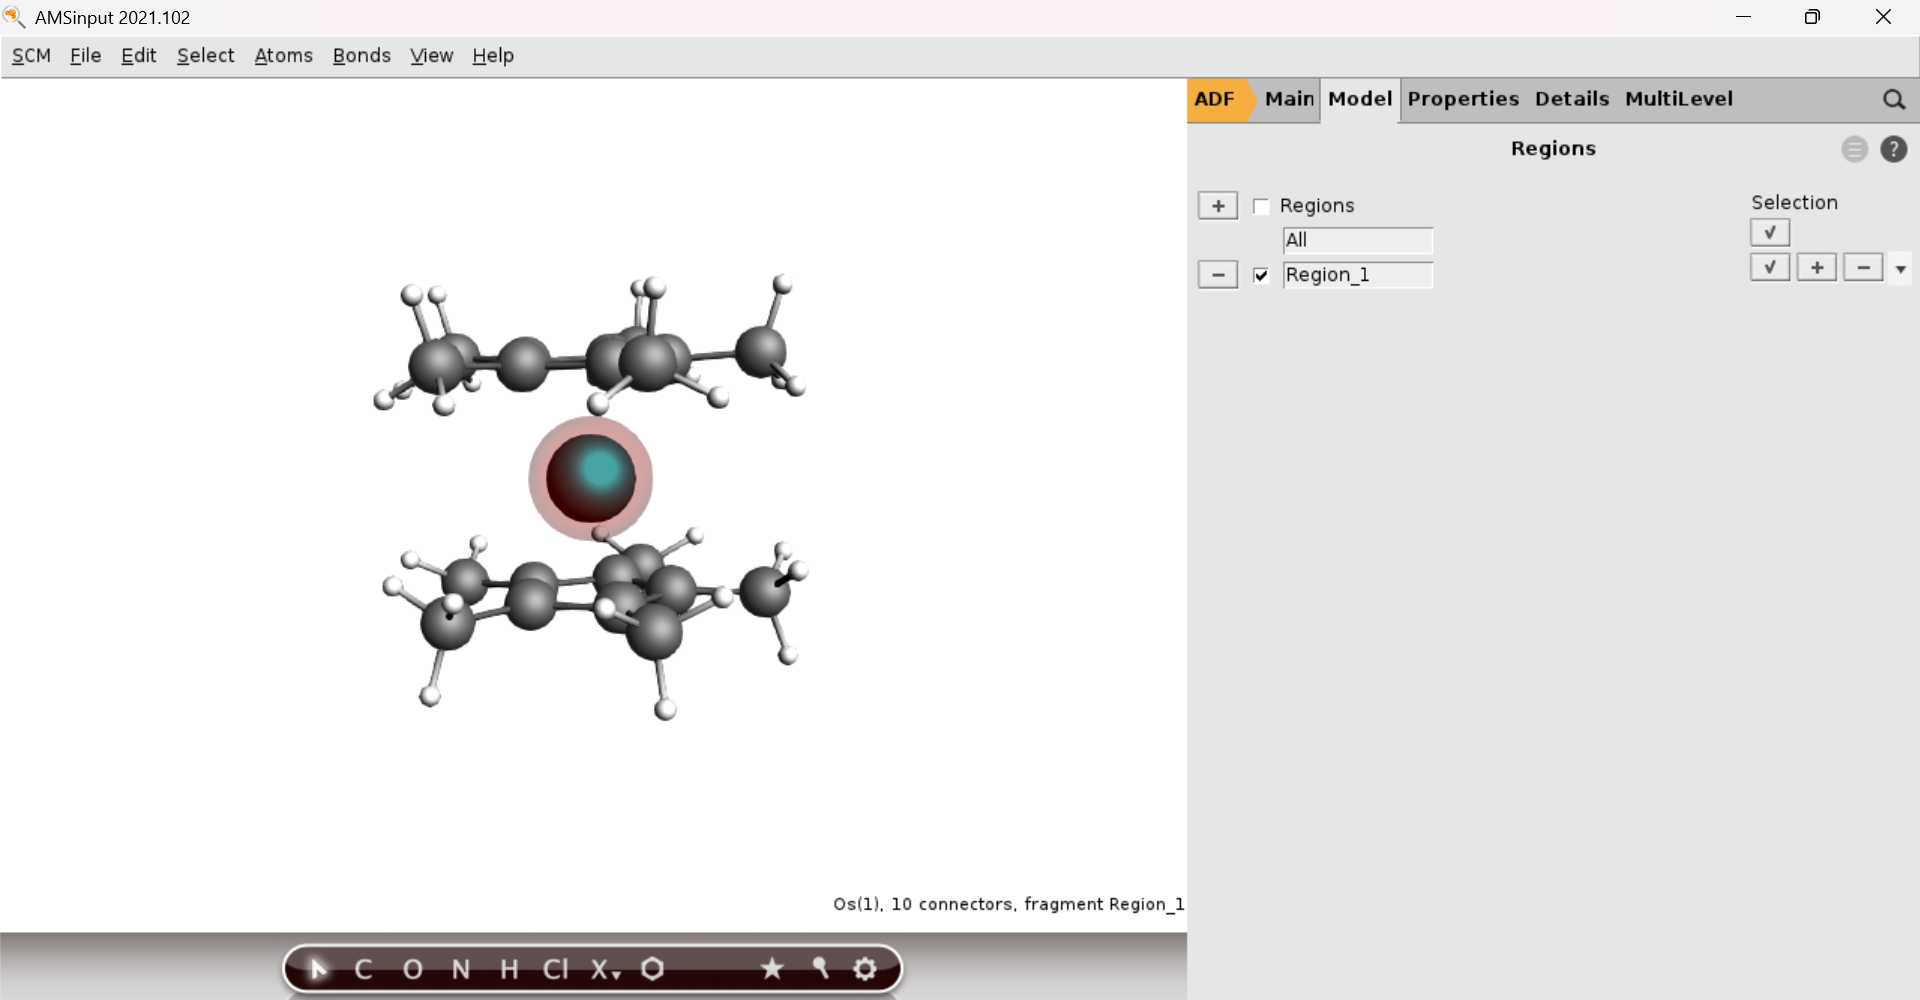 AMSinput 2021.102
SCM File Edit Select Atoms Bonds View Help
ADF Main Model Properties Details MultiLevel
Regions
+ Regions
Selection
All
- Region_1
+ -
Os(1), 10 connectors, fragment Region_1
C O N H Cl X